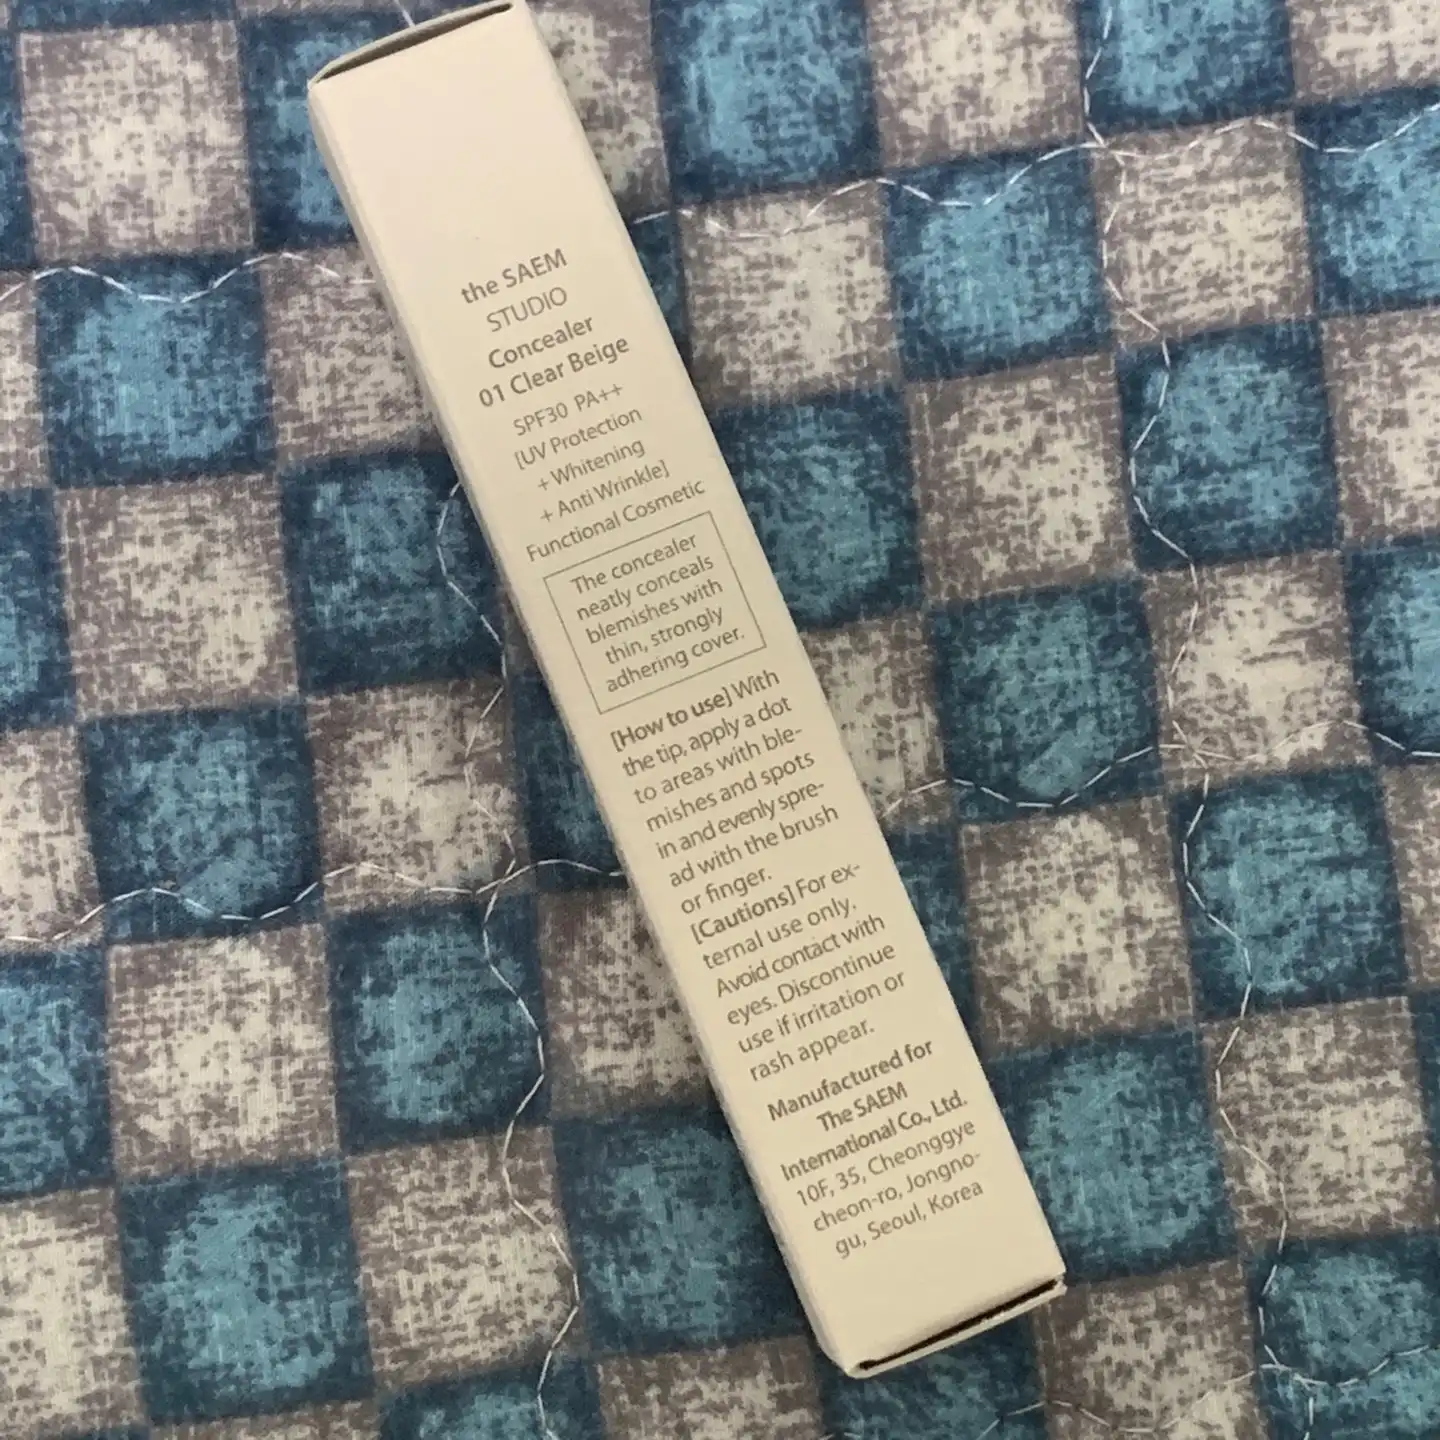 the SAEM
STUDIO
Concealer
01 Clear Beige
SPF30 PA++
[UV Protection
+ Whitening
+ Anti Wrinkle]
Functional Cosmetic
The concealer
neatly conceals
blemishes with
thin, strongly
adhering cover.
[How to use] With
the tip, apply a dot
to areas with ble-
mishes and spots
in and evenly spre-
ad with the brush
or finger.
[Cautions] For ex-
ternal use only.
Avoid contact with
eyes. Discontinue
use if irritation or
rash appear.
Manufactured for
The SAEM
International Co., Ltd.
10F, 35, Cheonggye
cheon-ro, Jongno-
gu, Seoul, Korea